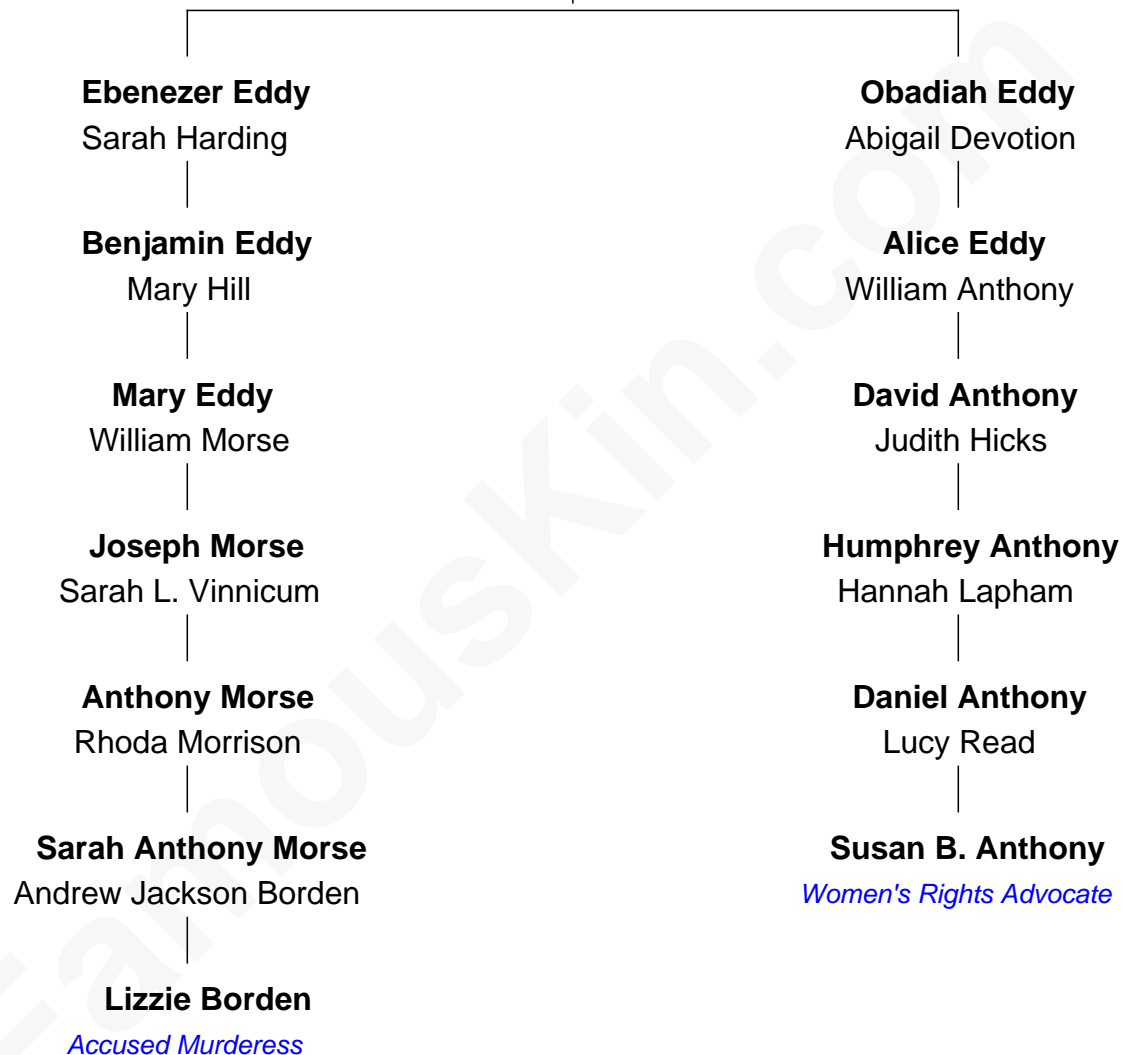 Ebenezer Eddy
Sarah Harding
Benjamin Eddy
Mary Hill
Mary Eddy
William Morse
Joseph Morse
Sarah L. Vinnicum
Anthony Morse
Rhoda Morrison
Sarah Anthony Morse
Andrew Jackson Borden
Lizzie Borden
Accused Murderess
Obadiah Eddy
Abigail Devotion
Alice Eddy
William Anthony
David Anthony
Judith Hicks
Humphrey Anthony
Hannah Lapham
Daniel Anthony
Lucy Read
Susan B. Anthony
Women's Rights Advocate
FamousKin.com